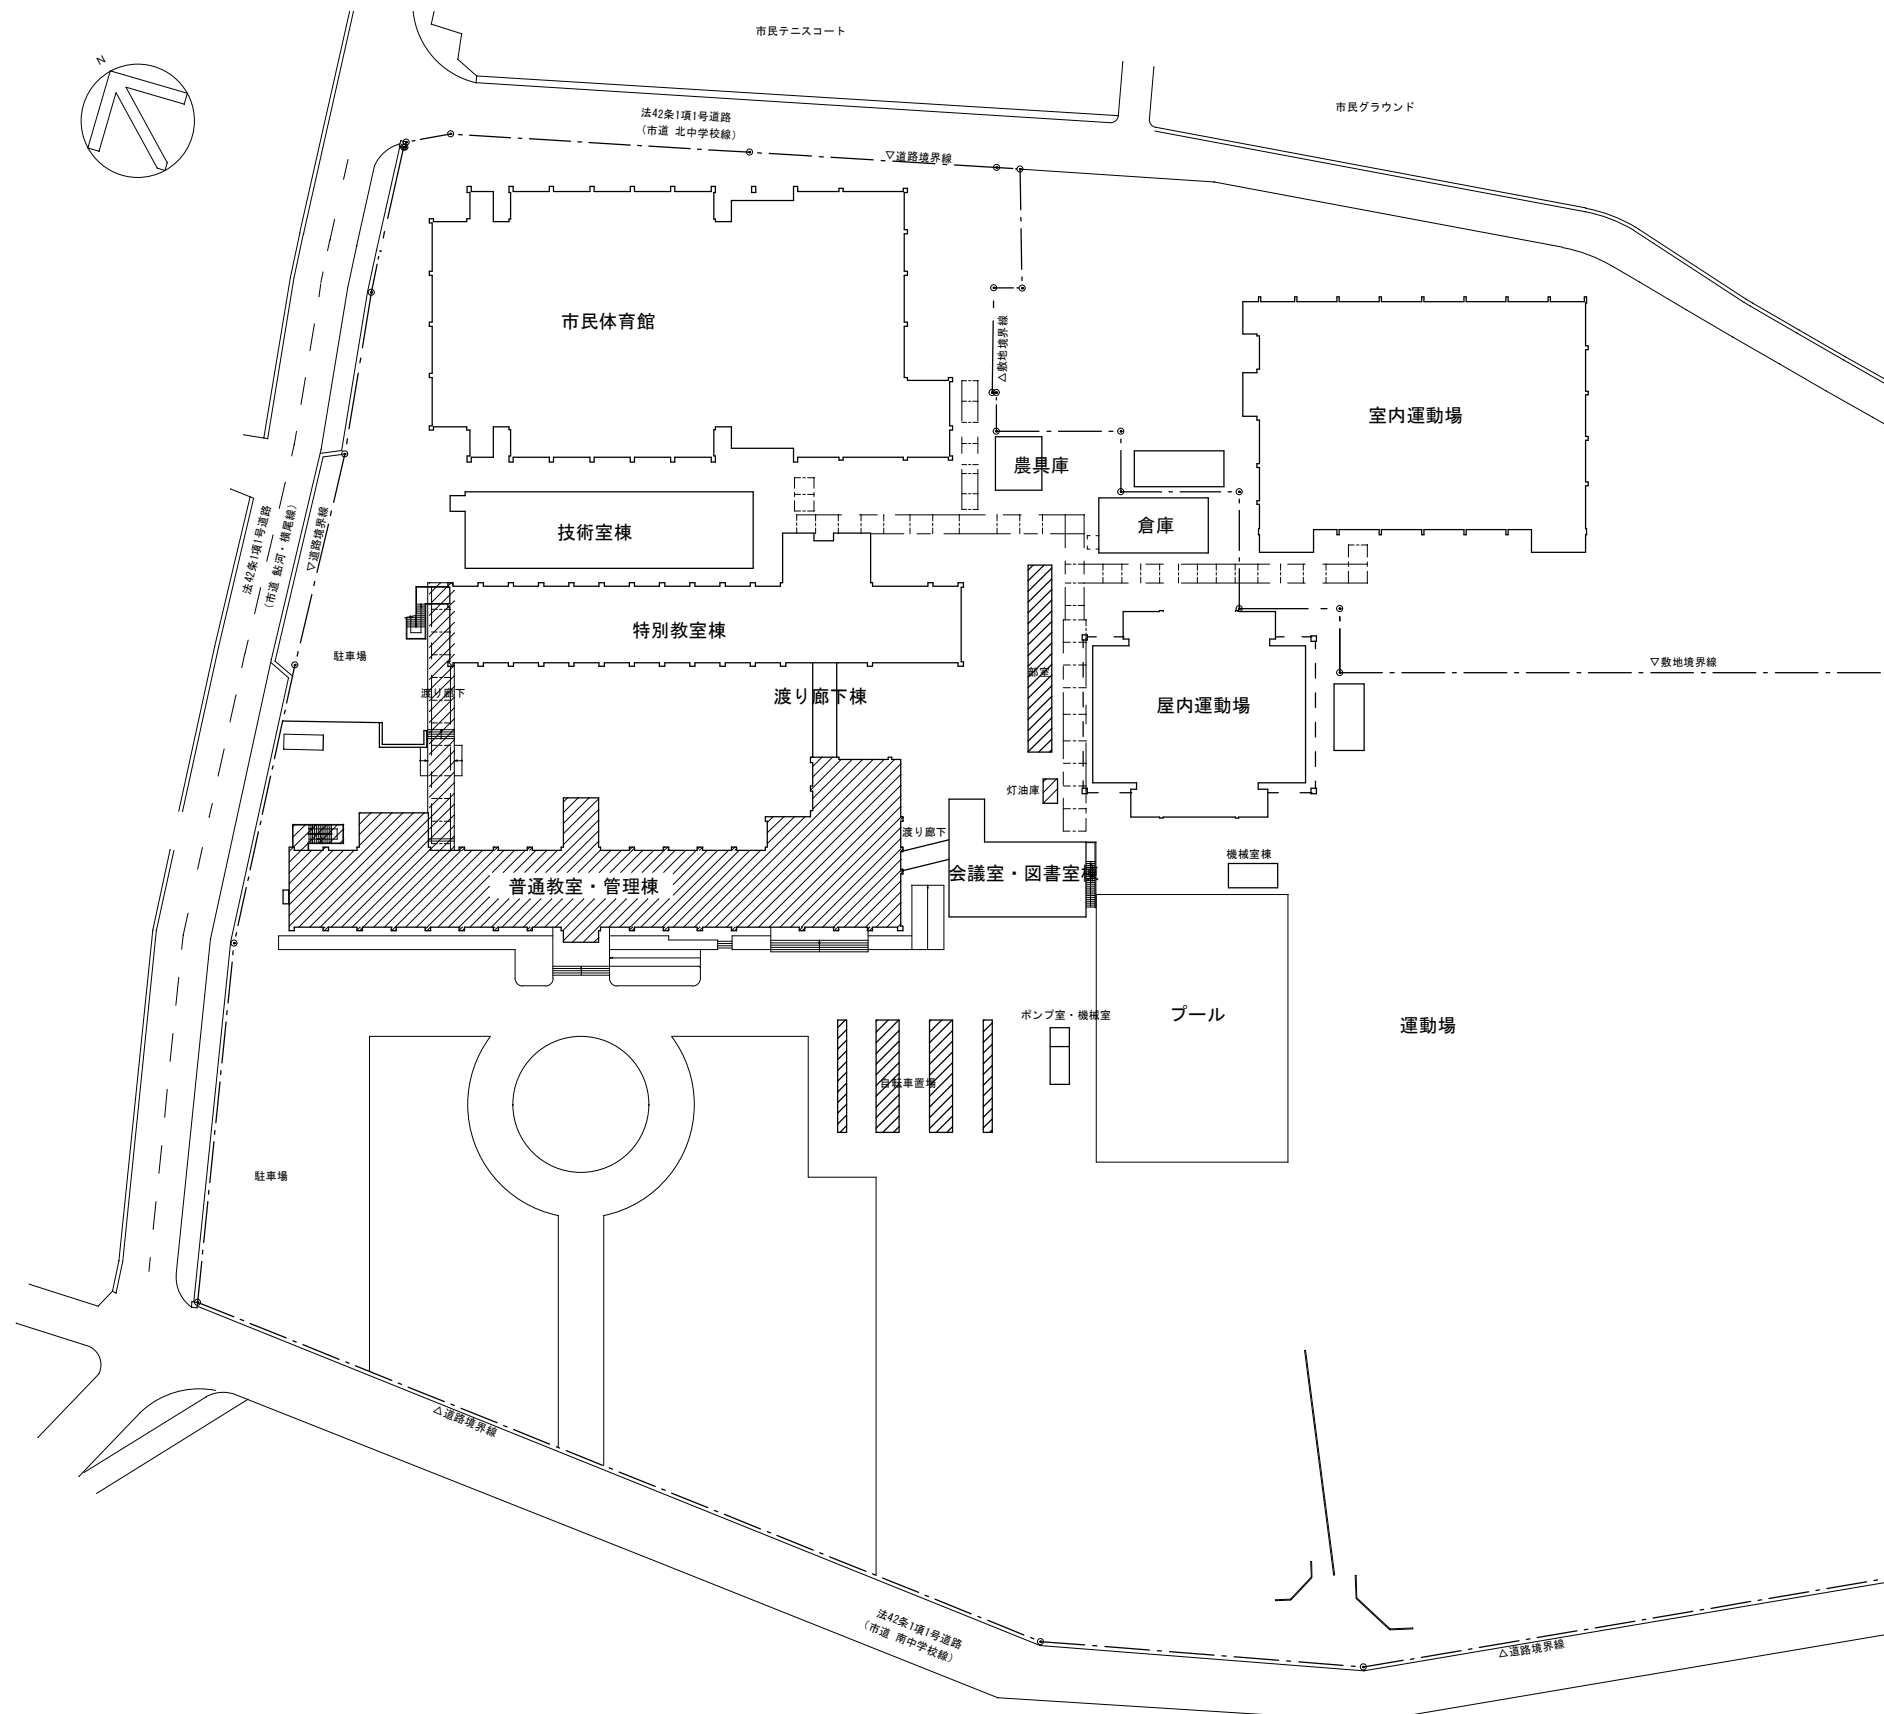 市民テニスコート
N
市民グラウンド
法42条1項1号道路
(市道 北中学校線)
▽道路境界線
市民体育館
△敷地境界線
室内運動場
農具庫
技術室棟
倉庫
法42条1項1号道路
(市道 鮎河・横尾線)
▽道路境界線
特別教室棟
駐車場
▽敷地境界線
部室
渡り廊下
渡り廊下棟
屋内運動場
灯油庫
渡り廊下
機械室棟
会議室・図書室棟
普通教室・管理棟
プール
ポンプ室・機械室
運動場
自転車置場
駐車場
△道路境界線
法42条1項1号道路
(市道 南中学校線)
△道路境界線